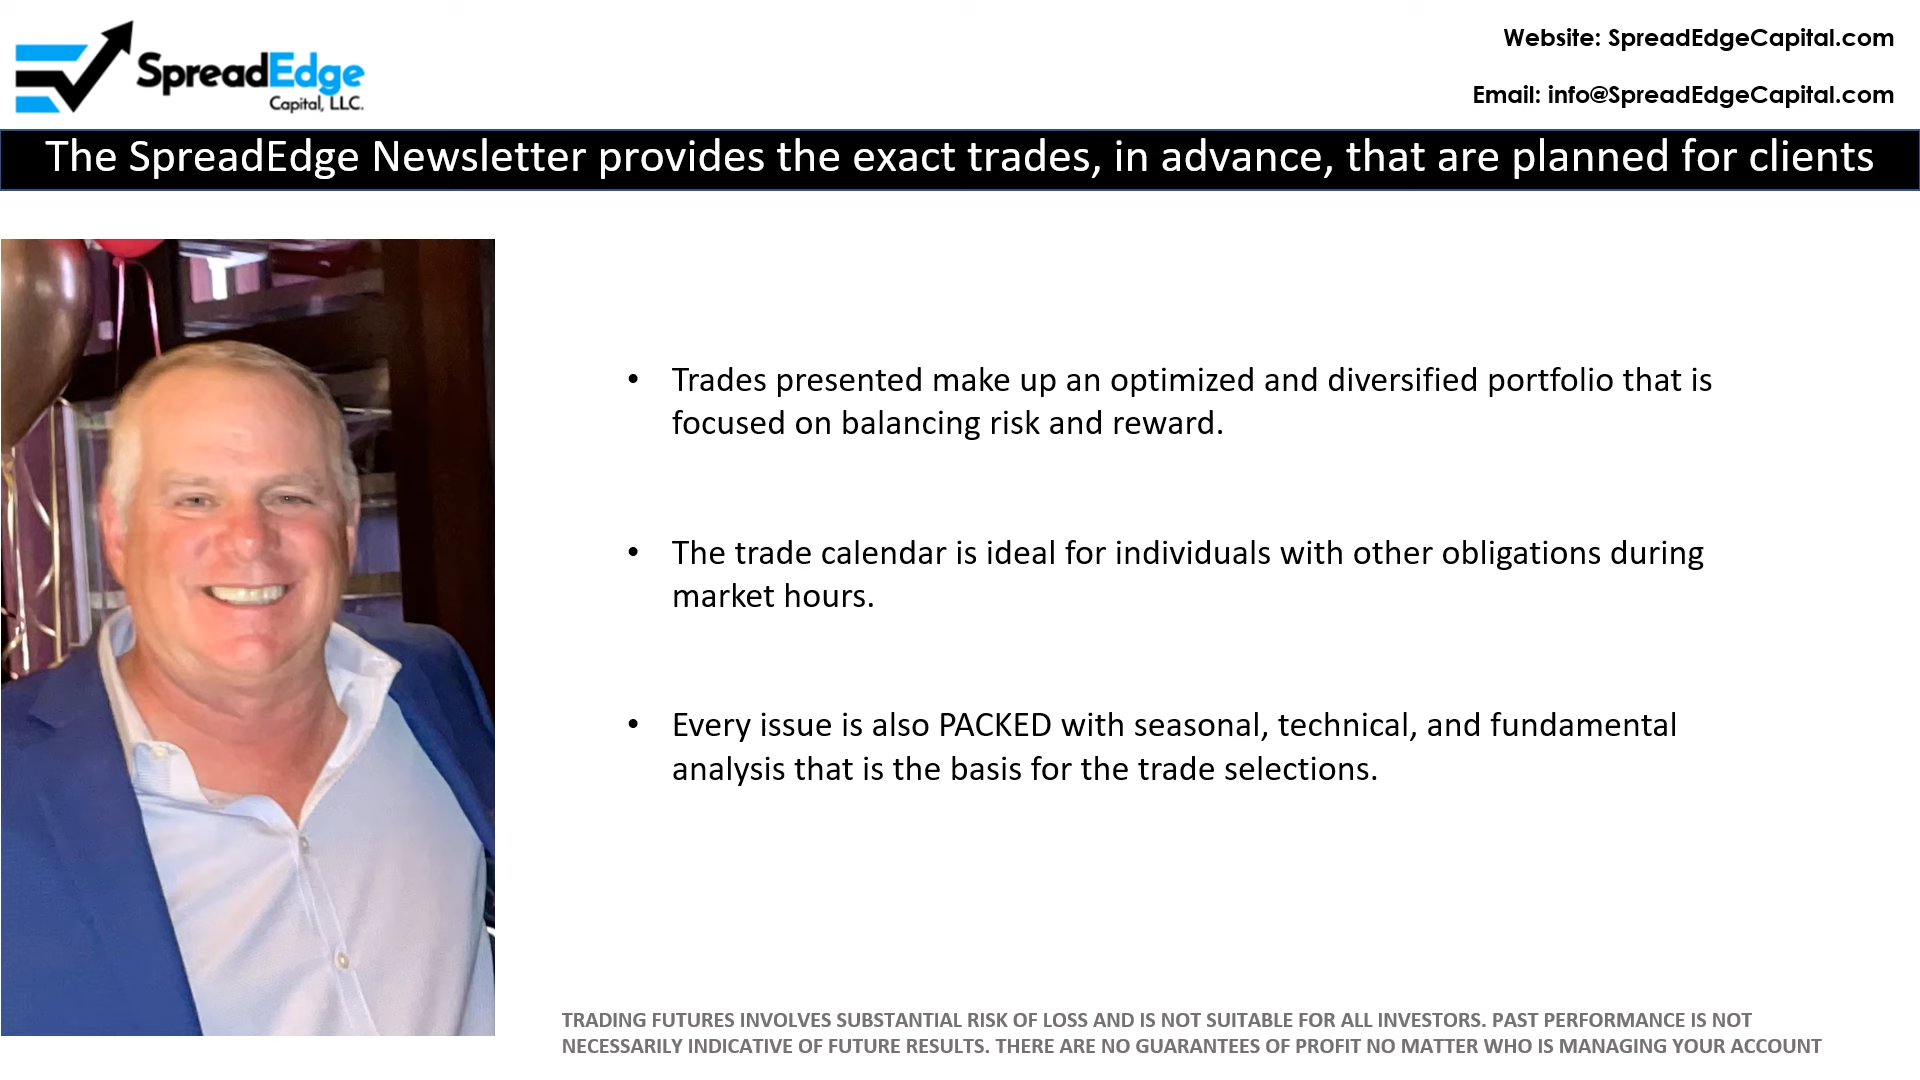 SpreadEdge
Capital, LLC.
Website: SpreadEdgeCapital.com
Email: info@SpreadEdgeCapital.com
The SpreadEdge Newsletter provides the exact trades, in advance, that are planned for clients
• Trades presented make up an optimized and diversified portfolio that is
focused on balancing risk and reward.
• The trade calendar is ideal for individuals with other obligations during
market hours.
• Every issue is also PACKED with seasonal, technical, and fundamental
analysis that is the basis for the trade selections.
TRADING FUTURES INVOLVES SUBSTANTIAL RISK OF LOSS AND IS NOT SUITABLE FOR ALL INVESTORS. PAST PERFORMANCE IS NOT
NECESSARILY INDICATIVE OF FUTURE RESULTS. THERE ARE NO GUARANTEES OF PROFIT NO MATTER WHO IS MANAGING YOUR ACCOUNT